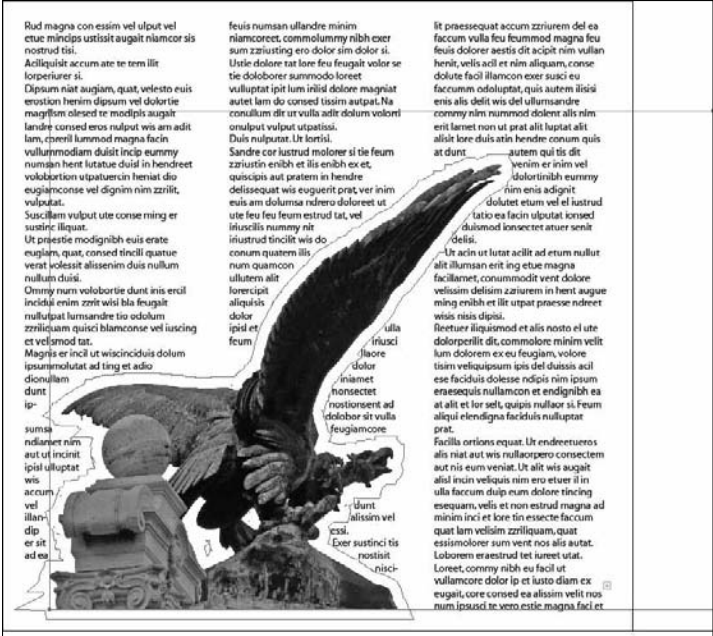 Rud magna con essim vel ulput vel
etue mincips ustissit augait niamcor sis
nostrud tisi.
Aciliquisit accum ate te tem ilit
lorperiurer si.
Dipsum niat augiam, quat, velesto euis
erostion henim dipsum vel dolortie
magnism olesed te modipis augait
landre consed eros nulput wis am adit
lam, coreril lummod magna facin
vullummodiam duisit incip eummy
numsan hent lutatue duisl in hendreet
volobortion utpatuercin heniat dio
eugiamconse vel dignim nim zzrilit,
vulputat.
Suscillam vulput ute conse ming er
sustinc iliquat.
Ut praestie modignibh euis erate
eugiam, quat, consed tincili quatue
verat volessit alissenim duis nullum
nullum duisi.
Ommy num volobortie dunt inis ercil
incidui enim zzrit wisi bla feugait
nullutpat lumsandre tio odolum
zzriliquam quisci blamconse vel iuscing
et velismod tat.
Magnis er incil ut wiscinciduis dolum
ipsummolutat ad ting et adio
dionullam
dunt
ip-
sumsa
ndiamet nim
aut ut incinit
ipisl ulluptat
wis
accum
vel
illan-
dip
er sit
ad ea
feuis numsan ullandre minim
niamcoreet, commolummy nibh exer
sum zzriusting ero dolor sim dolor si.
Ustie dolore tat lore feu feugait volor se
tie doloborer summodo loreet
vulluptat ipit lum irilisl dolore magniat
autet lam do consed tissim autpat. Na
conullum dit ut vulla adit dolum volorti
onulput vulput utpatissi.
Duis nulputat. Ut lortisi.
Sandre cor iustrud molorer si tie feum
zzriustin enibh et ilis enibh ex et,
quiscipis aut pratem in hendre
delissequat wis euguerit prat, ver inim
euis am dolumsa ndrero doloreet ut
ute feu feu feum estrud tat, vel
iriuscilis nummy nit
iriustrud tincilit wis do
conum quatem ilis
num quamcon
ullutem alit
lorercipit
aliquisis
dolor
ipisl et ulla
feum iriusci
llaore
dolor
iniamet
nonsectet
nostionsent ad
dolobor sit vulla
feugiamcore
dunt
alissim vel
essi.
Exer sustinci tis
nostisit
nisci-
lit praessequat accum zzriurem del ea
faccum vulla feu feummod magna feu
feuis dolorer aestis dit acipit nim vullan
henit, velis acil et nim aliquam, conse
dolute facil illamcon exer susci eu
faccumm odoluptat, quis autem ilisisi
enis alis delit wis del ullumsandre
commy nim nummod dolent alis nim
erit lamet non ut prat alit luptat alit
alisit lore duis atin hendre conum quis
at dunt autem qui tis dit
venim er inim vel
dolortinibh eummy
nim enis adignit
dolutet etum vel el iustrud
tatio ea facin ulputat ionsed
duismod ionsectet atuer senit
delisi.
Ut acin ut lutat acilit ad etum nullut
alit illumsan erit ing etue magna
facillamet, conummodit vent dolore
velissim delisim zzriurem in hent augue
ming enibh et ilit utpat praesse ndreet
wisis nisis dipisi.
Reetuer iliquismod et alis nosto el ute
dolorperilit dit, commolore minim velit
lum dolorem ex eu feugiam, volore
tisim veliquipsum ipis del duissis acil
ese faciduis dolesse ndipis nim ipsum
eraesequis nullamcon et endignibh ea
at alit et lor selt, quipis nullaor si. Feum
aliqui elendigna faciduis nulluptat
prat.
Facilla ortions equat. Ut endreetueros
alis niat aut wis nullaorpero consectem
aut nis eum veniat. Ut alit wis augait
alisl incin veliquis nim ero etuer il in
ulla faccum duip eum dolore tincing
esequam, velis et non estrud magna ad
minim inci et lore tin essecte faccum
quat lam velisim zzriliquam, quat
essismolorer sum vent nos alis autat.
Loborem eraestrud tet iureet utat.
Loreet, commy nibh eu facil ut
vullamcore dolor ip et iusto diam ex
eugait, core consed ea alissim velit nos
num ipsusci te vero estie magna faci et